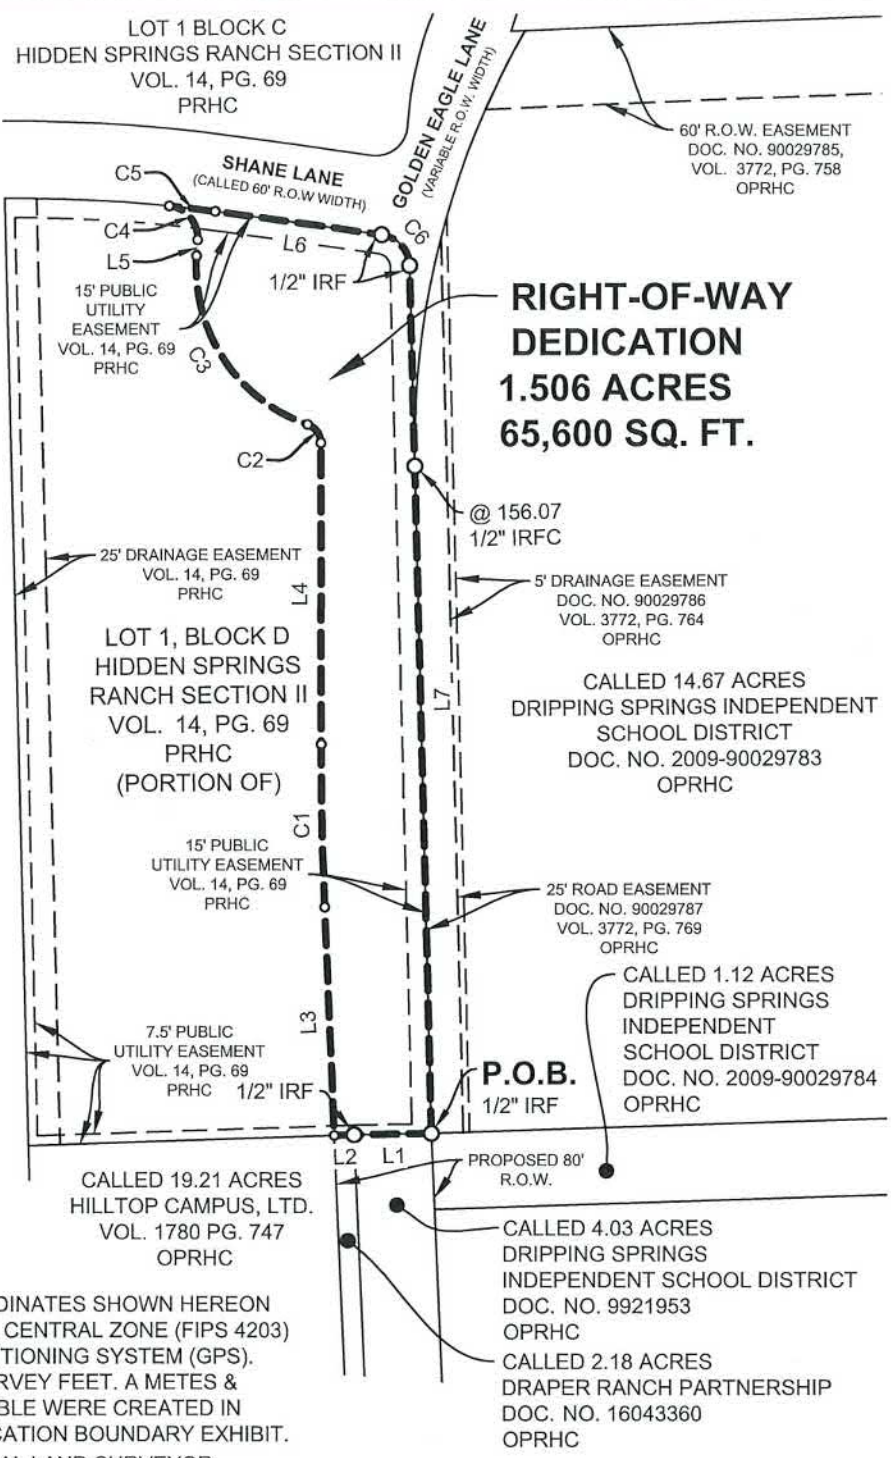 LOT 1 BLOCK C
HIDDEN SPRINGS RANCH SECTION II
VOL. 14, PG. 69
PRHC
GOLDEN EAGLE LANE
(VARIABLE R.O.W. WIDTH)
60' R.O.W. EASEMENT
DOC. NO. 90029785,
VOL. 3772, PG. 758
OPRHC
SHANE LANE
(CALLED 60' R.O.W WIDTH)
C5
C4
L5
L6
C6
1/2" IRF
15' PUBLIC
UTILITY
EASEMENT
VOL. 14, PG. 69
PRHC
C3
C2
RIGHT-OF-WAY
DEDICATION
1.506 ACRES
65,600 SQ. FT.
@ 156.07
1/2" IRFC
25' DRAINAGE EASEMENT
VOL. 14, PG. 69
PRHC
L4
5' DRAINAGE EASEMENT
DOC. NO. 90029786
VOL. 3772, PG. 764
OPRHC
LOT 1, BLOCK D
HIDDEN SPRINGS
RANCH SECTION II
VOL. 14, PG. 69
PRHC
(PORTION OF)
L7
CALLED 14.67 ACRES
DRIPPING SPRINGS INDEPENDENT
SCHOOL DISTRICT
DOC. NO. 2009-90029783
OPRHC
C1
15' PUBLIC
UTILITY EASEMENT
VOL. 14, PG. 69
PRHC
25' ROAD EASEMENT
DOC. NO. 90029787
VOL. 3772, PG. 769
OPRHC
CALLED 1.12 ACRES
DRIPPING SPRINGS
INDEPENDENT
SCHOOL DISTRICT
DOC. NO. 2009-90029784
OPRHC
L3
7.5' PUBLIC
UTILITY EASEMENT
VOL. 14, PG. 69
PRHC
1/2" IRF
P.O.B.
1/2" IRF
L2
L1
PROPOSED 80'
R.O.W.
CALLED 19.21 ACRES
HILLTOP CAMPUS, LTD.
VOL. 1780 PG. 747
OPRHC
CALLED 4.03 ACRES
DRIPPING SPRINGS
INDEPENDENT SCHOOL DISTRICT
DOC. NO. 9921953
OPRHC
CALLED 2.18 ACRES
DRAPER RANCH PARTNERSHIP
DOC. NO. 16043360
OPRHC
DINATES SHOWN HEREON
CENTRAL ZONE (FIPS 4203)
TIONING SYSTEM (GPS).
RVEY FEET. A METES &
BLE WERE CREATED IN
CATION BOUNDARY EXHIBIT.
LAND SURVEYOR